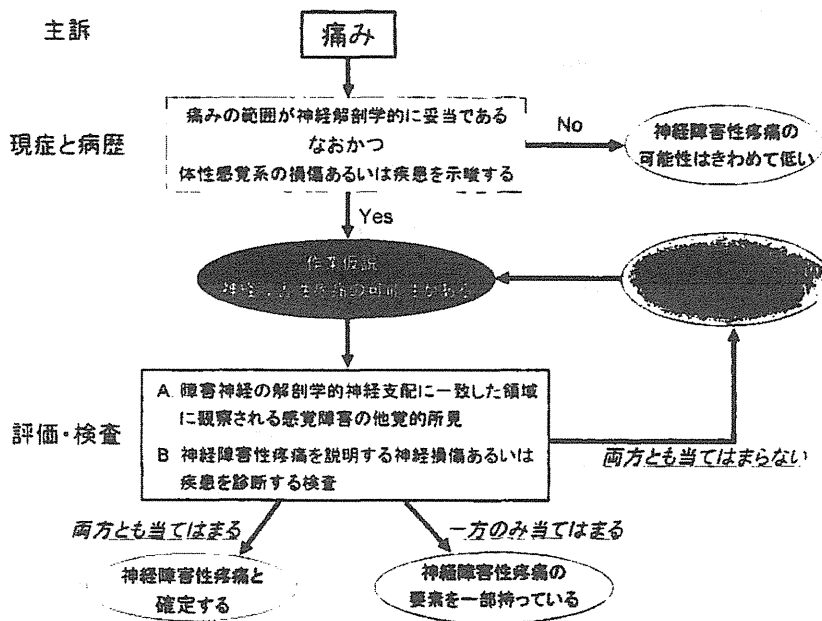 主訴
痛み
現症と病歴
痛みの範囲が神経解剖学的に妥当である
なおかつ
体性感覚系の損傷あるいは疾患を示唆する
No
神経障害性疼痛の
可能性はきわめて低い
Yes
作業仮説
評価・検査
A 障害神経の解剖学的神経支配に一致した領域
に観察される感覚障害の他覚的所見
B 神経障害性疼痛を説明する神経損傷あるいは
疾患を診断する検査
両方とも当てはまらない
両方とも当てはまる
一方のみ当てはまる
神経障害性疼痛と
確定する
神経障害性疼痛の
要素を一部持っている